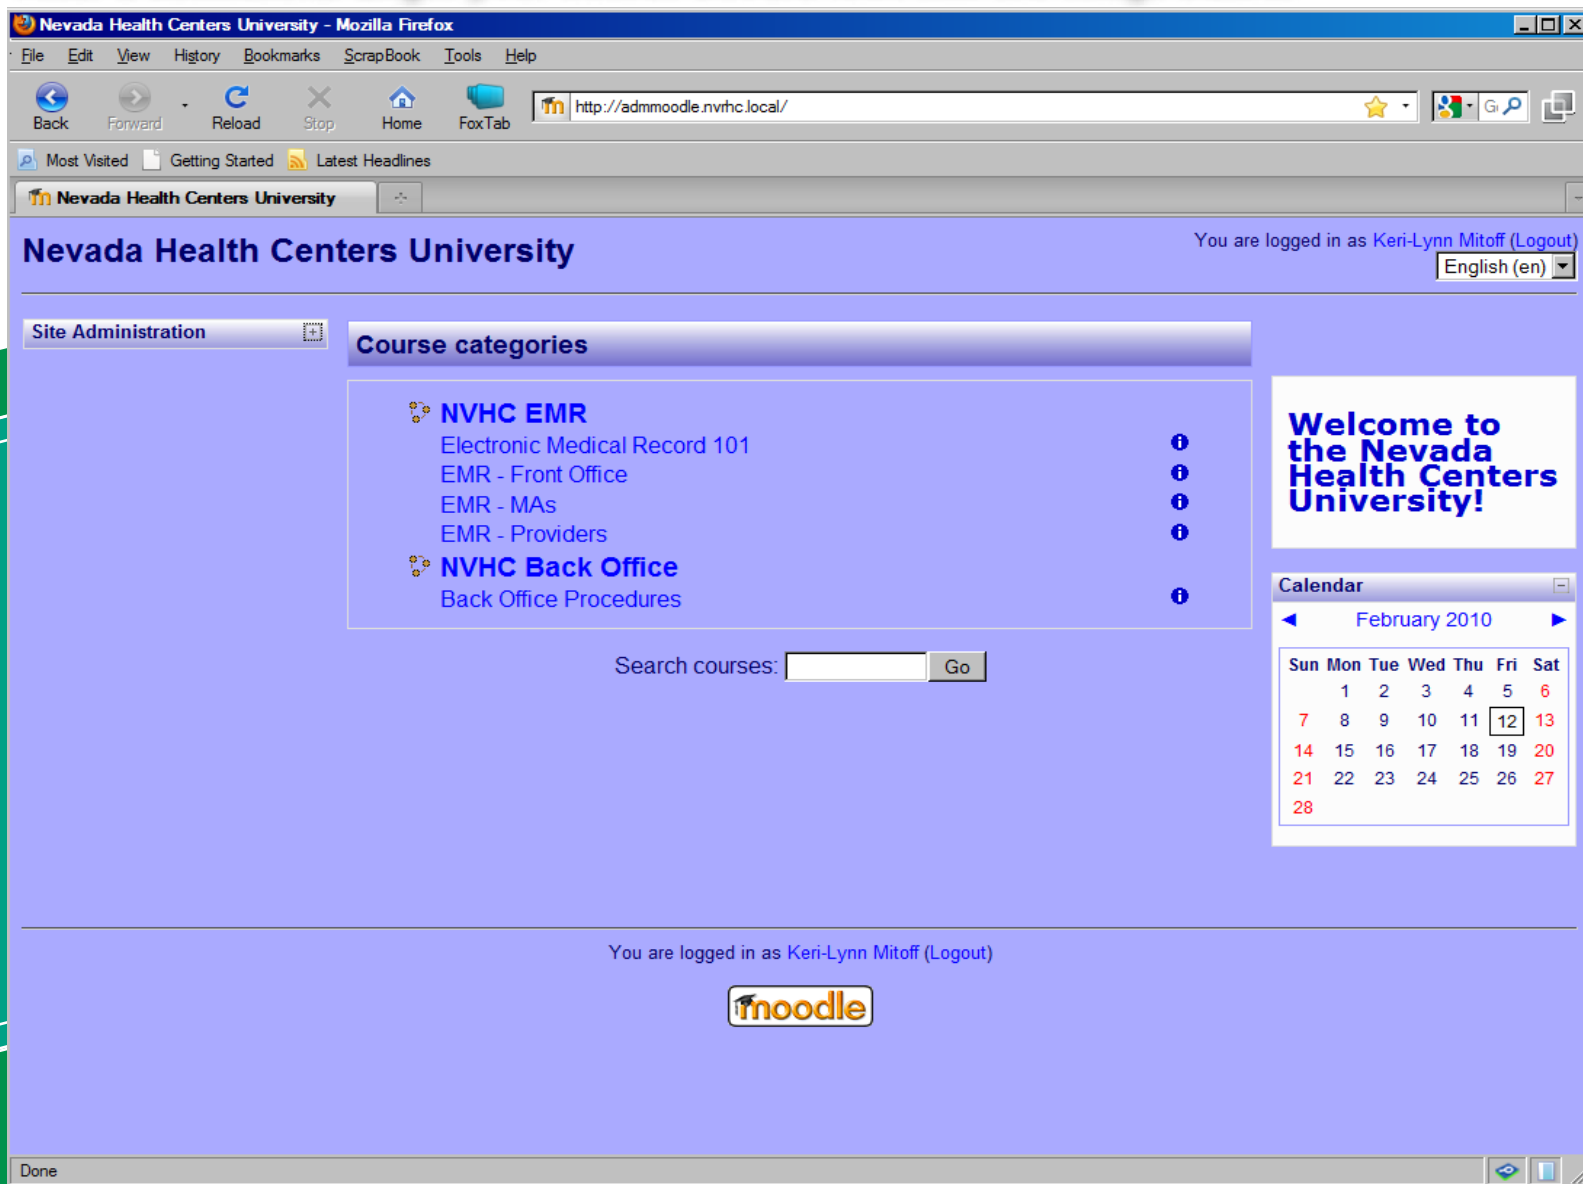 Nevada Health Centers University - Mozilla Firefox
File Edit View History Bookmarks ScrapBook Tools Help
Back Forward Reload Stop Home FoxTab http://admmoodle.nvrhc.local/
Most Visited Getting Started Latest Headlines
Nevada Health Centers University
Nevada Health Centers University
You are logged in as Keri-Lynn Mitoff (Logout)
English (en)
Site Administration
Course categories
NVHC EMR
Electronic Medical Record 101
EMR - Front Office
EMR - MAs
EMR - Providers
NVHC Back Office
Back Office Procedures
Search courses: Go
Welcome to
the Nevada
Health Centers
University!
Calendar
February 2010
Sun Mon Tue Wed Thu Fri Sat
1 2 3 4 5 6
7 8 9 10 11 12 13
14 15 16 17 18 19 20
21 22 23 24 25 26 27
28
You are logged in as Keri-Lynn Mitoff (Logout)
moodle
Done